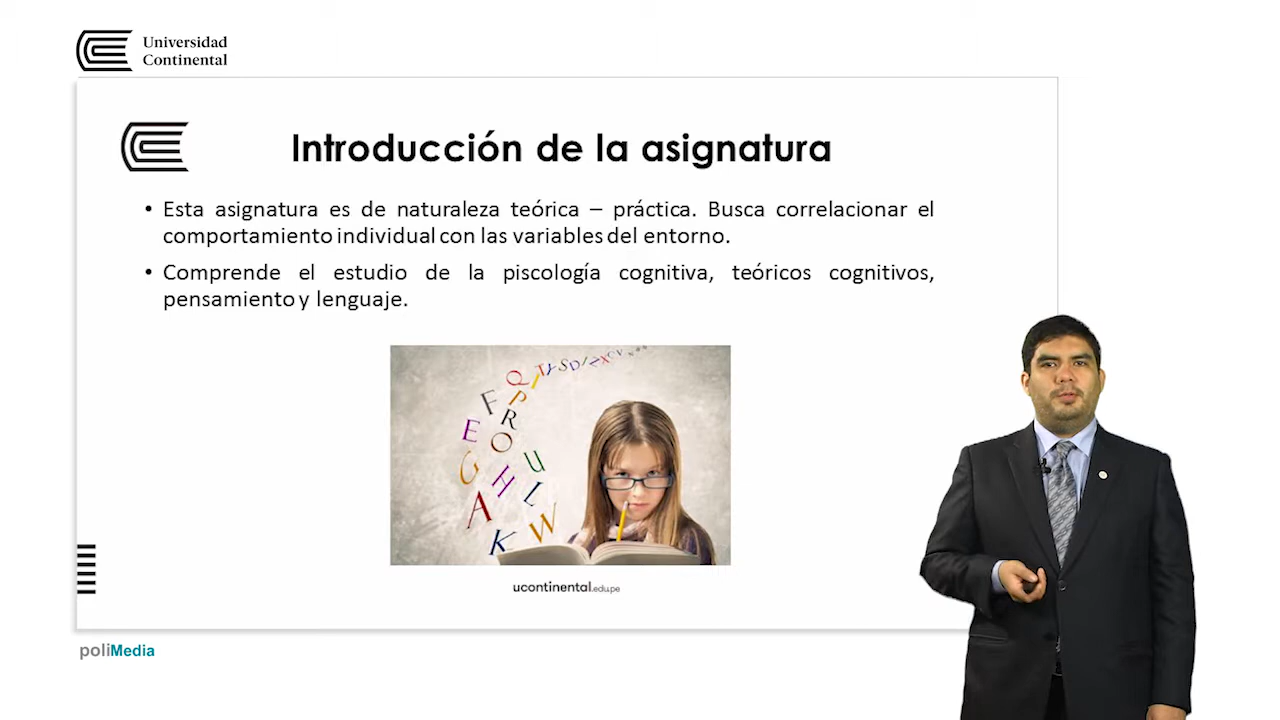 Universidad
Continental
Introducción de la asignatura
• Esta asignatura es de naturaleza teórica – práctica. Busca correlacionar el
comportamiento individual con las variables del entorno.
• Comprende el estudio de la piscología cognitiva, teóricos cognitivos,
pensamiento y lenguaje.
ucontinental.edu.pe
poliMedia